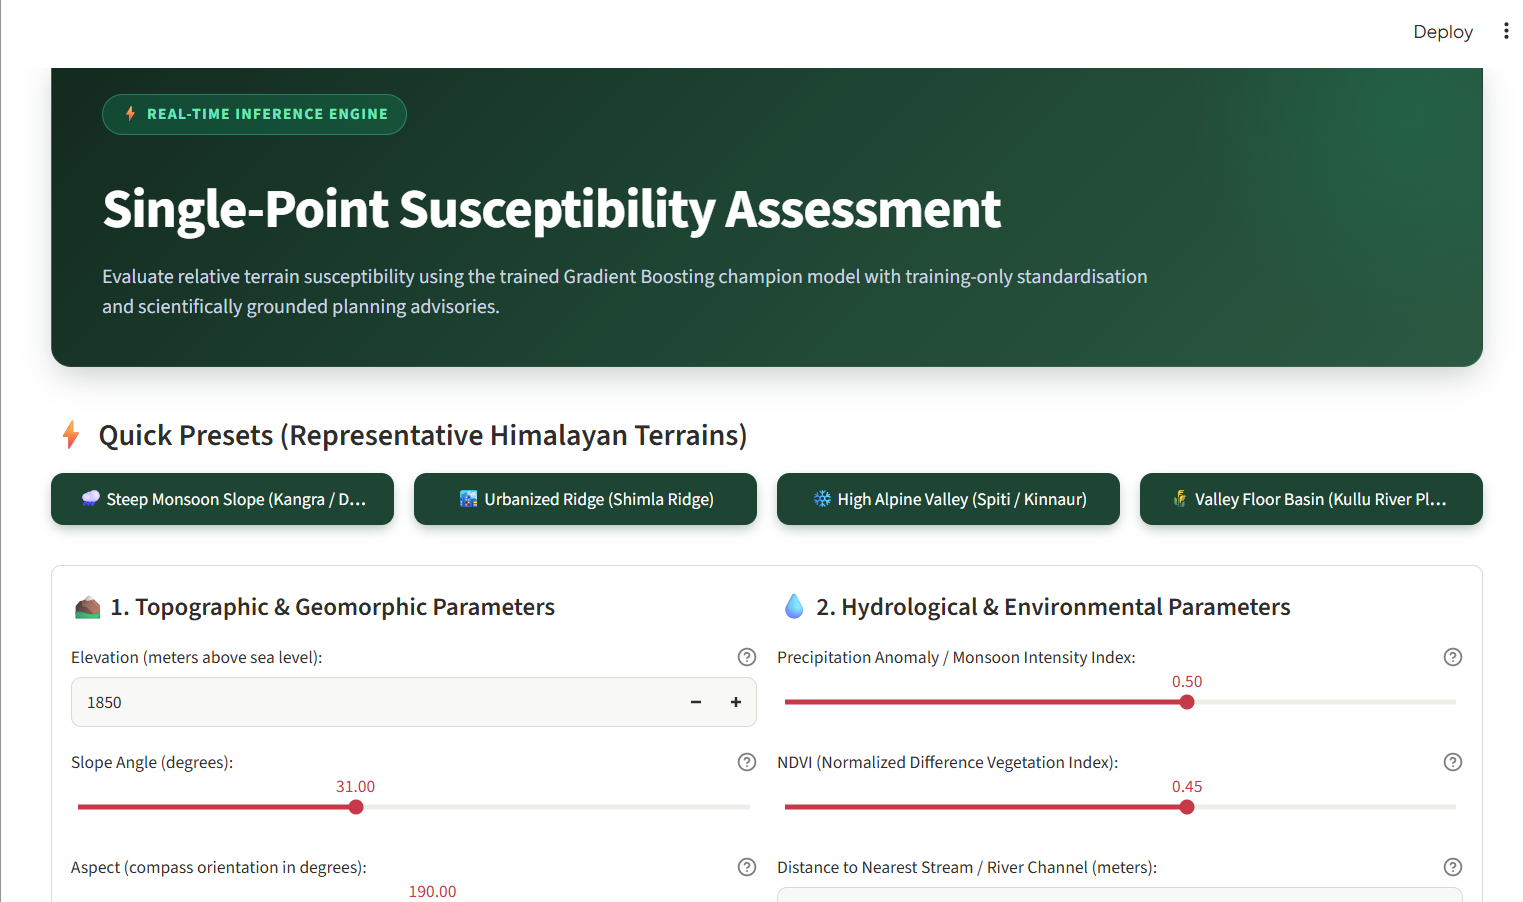 Deploy
REAL-TIME INFERENCE ENGINE
Single-Point Susceptibility Assessment
Evaluate relative terrain susceptibility using the trained Gradient Boosting champion model with training-only standardisation
and scientifically grounded planning advisories.
Quick Presets (Representative Himalayan Terrains)
Steep Monsoon Slope (Kangra / D...
Urbanized Ridge (Shimla Ridge)
High Alpine Valley (Spiti / Kinnaur)
Valley Floor Basin (Kullu River Pl...
1. Topographic & Geomorphic Parameters
Elevation (meters above sea level):
1850
Slope Angle (degrees):
31.00
Aspect (compass orientation in degrees):
190.00
2. Hydrological & Environmental Parameters
Precipitation Anomaly / Monsoon Intensity Index:
0.50
NDVI (Normalized Difference Vegetation Index):
0.45
Distance to Nearest Stream / River Channel (meters):